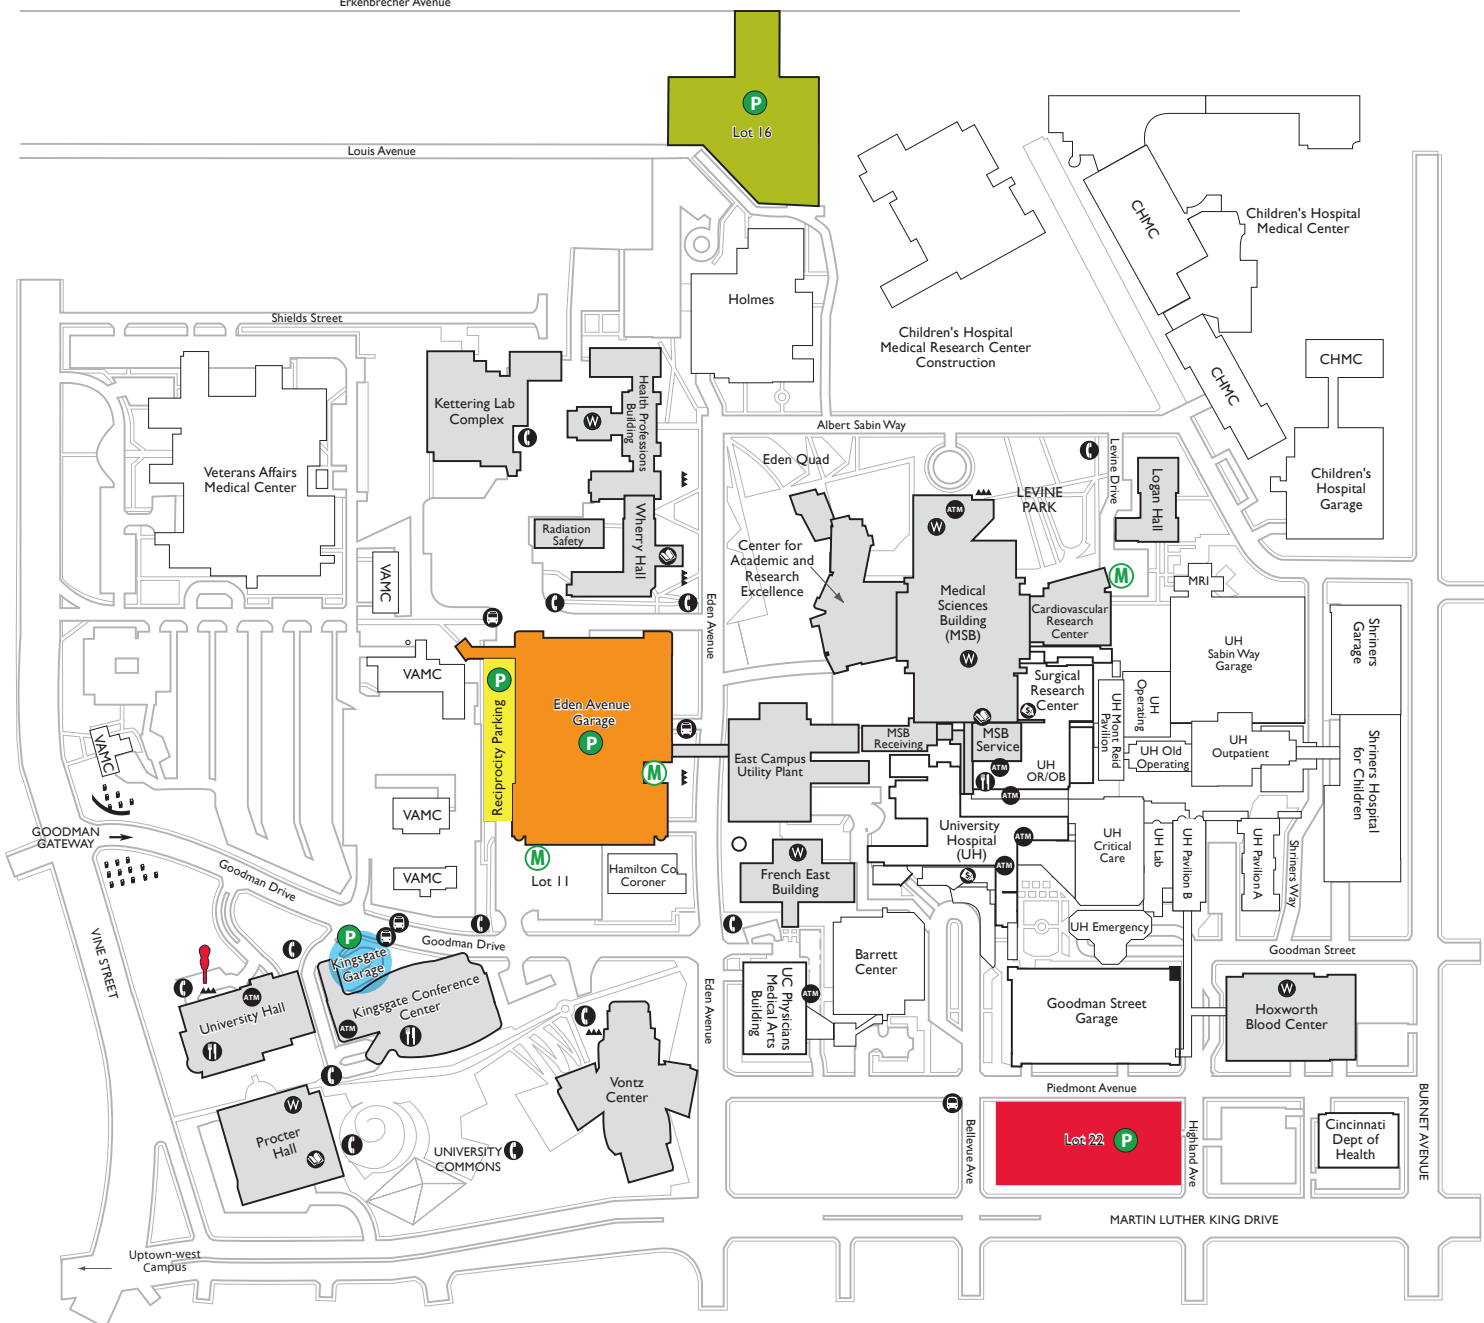 Erkenbrecher Avenue
P
Lot 16
Louis Avenue
CHMC
Children's Hospital
Medical Center
Holmes
Shields Street
Children's Hospital
Medical Research Center
Construction
CHMC
CHMC
Kettering Lab
Complex
Health Professions
Building
W
Albert Sabin Way
Eden Quad
Levine Drive
Veterans Affairs
Medical Center
Logan Hall
Children's
Hospital
Garage
LEVINE
PARK
ATM
W
Wherry Hall
Radiation
Safety
Center for
Academic and
Research
Excellence
VAMC
Eden Avenue
Medical
Sciences
Building
(MSB)
W
M
MRI
Cardiovascular
Research
Center
UH
Sabin Way
Garage
Shriners
Garage
VAMC
P
Reciprocity Parking
Eden Avenue
Garage
P
M
Surgical
Research
Center
$
UH Mont Reid
Pavilion
UH
Operating
VAMC
MSB
Receiving
MSB
Service
East Campus
Utility Plant
UH Old
Operating
UH
Outpatient
Shriners Hospital
for Children
ATM
UH
OR/OB
ATM
VAMC
GOODMAN
GATEWAY
University
Hospital
(UH)
ATM
ATM
$
UH
Critical
Care
UH Lab
UH Pavilion B
UH Pavilion A
Shriners Way
M
Lot 11
Hamilton Co.
Coroner
W
French East
Building
VAMC
Goodman Drive
UH Emergency
VINE STREET
P
Kingsgate
Garage
Goodman Drive
Goodman Street
Barrett
Center
Eden Avenue
UC Physicians
Medical Arts
Building
ATM
Goodman Street
Garage
W
Hoxworth
Blood Center
ATM
University Hall
Kingsgate Conference
Center
ATM
Vontz
Center
Piedmont Avenue
BURNET AVENUE
W
Procter
Hall
UNIVERSITY
COMMONS
Bellevue Ave
Lot 22
P
Highland Ave
Cincinnati
Dept of
Health
MARTIN LUTHER KING DRIVE
Uptown-west
Campus